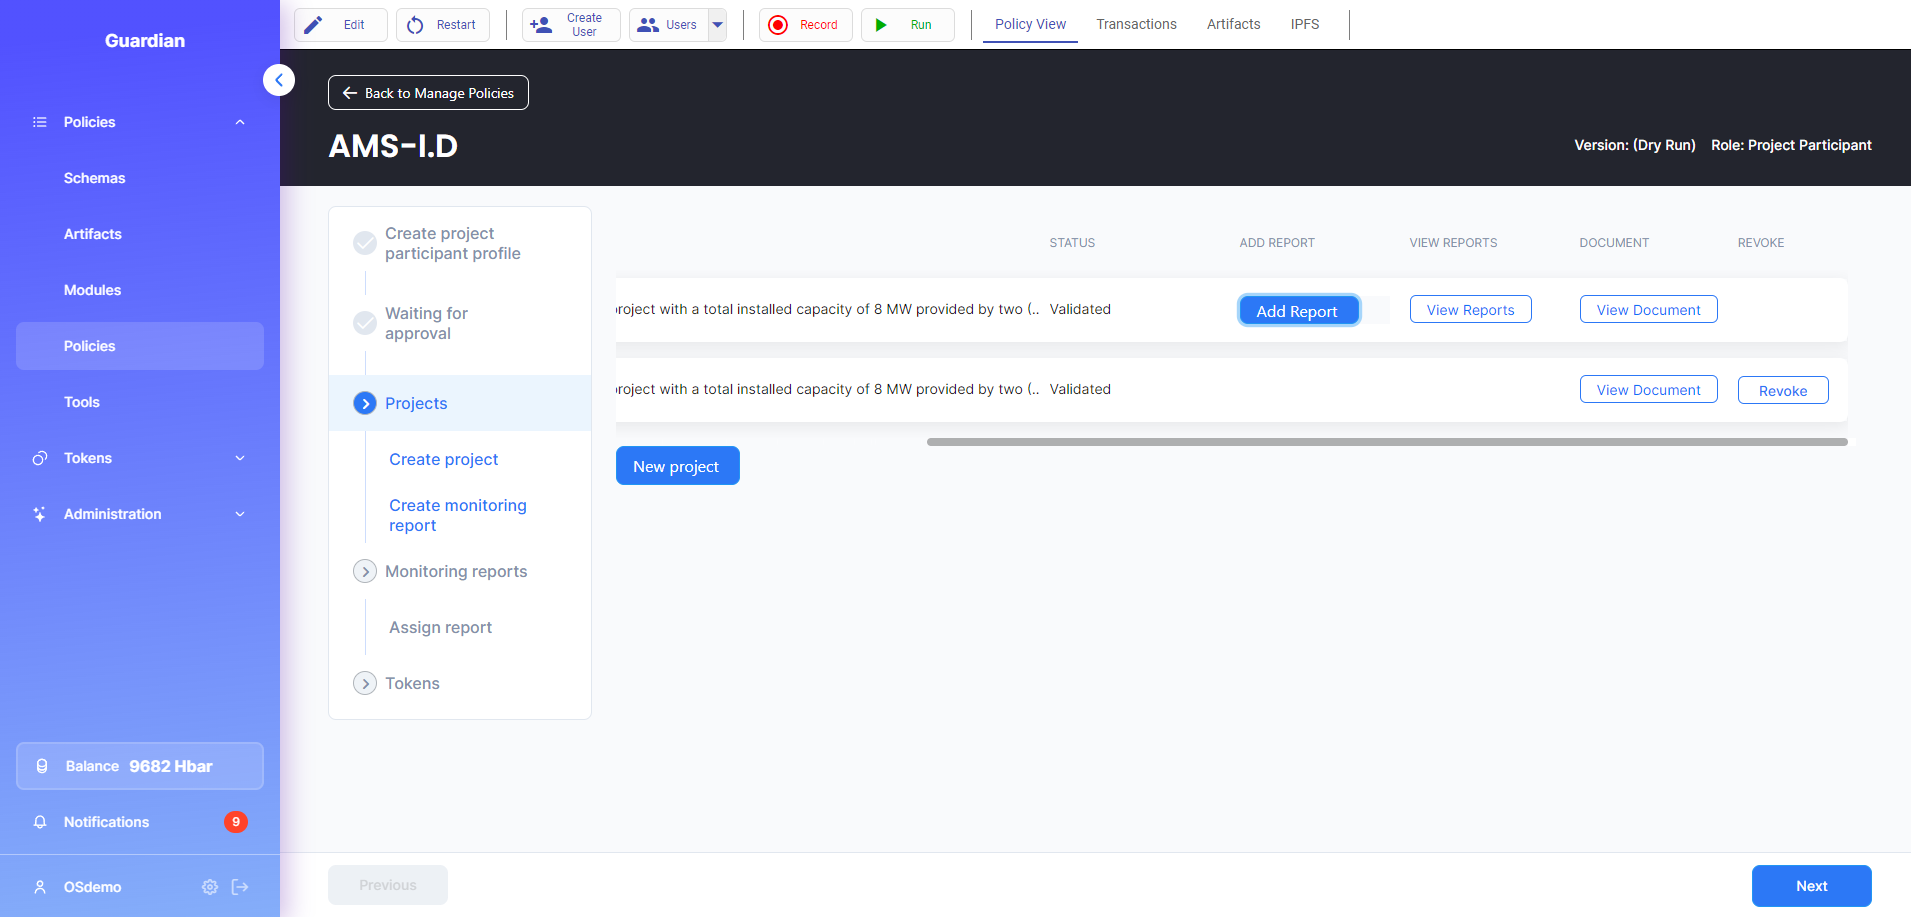 Guardian
Policies
Schemas
Artifacts
Modules
Policies
Tools
Tokens
Administration
Balance 9682 Hbar
Notifications 9
OSdemo
Edit
Restart
Create
User
Users
Record
Run
Policy View
Transactions
Artifacts
IPFS
Back to Manage Policies
AMS-I.D
Version: (Dry Run) Role: Project Participant
Create project
participant profile
Waiting for
approval
Projects
Create project
Create monitoring
report
Monitoring reports
Assign report
Tokens
STATUS ADD REPORT VIEW REPORTS DOCUMENT REVOKE
roject with a total installed capacity of 8 MW provided by two (.. Validated Add Report View Reports View Document
roject with a total installed capacity of 8 MW provided by two (.. Validated View Document Revoke
New project
Previous
Next